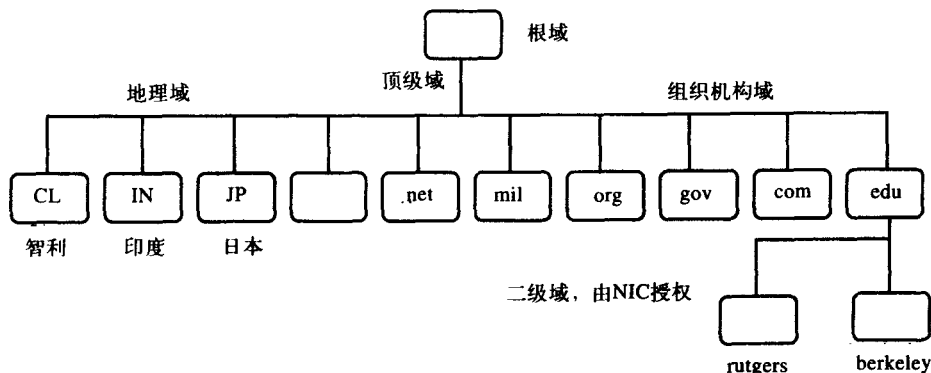 根域
顶级域
地理域
组织机构域
CL
IN
JP
net
mil
org
gov
com
edu
智利
印度
日本
二级域，由NIC授权
rutgers
berkeley